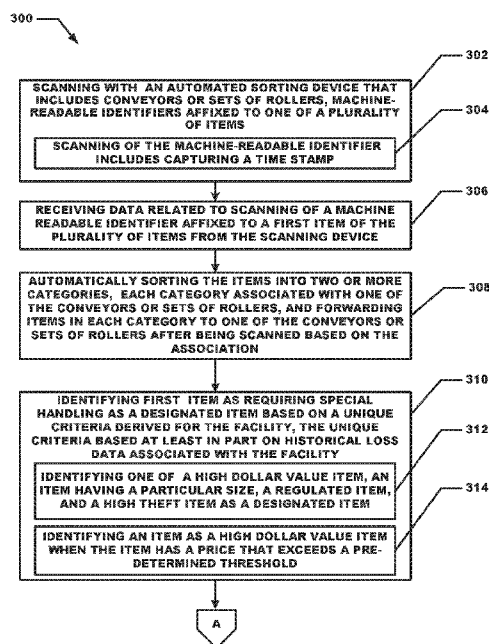 300
302
SCANNING WITH AN AUTOMATED SORTING DEVICE THAT
INCLUDES CONVEYORS OR SETS OF ROLLERS, MACHINE-
READABLE IDENTIFIERS AFFIXED TO ONE OF A PLURALITY
OF ITEMS
304
SCANNING OF THE MACHINE-READABLE IDENTIFIER
INCLUDES CAPTURING A TIME STAMP
306
RECEIVING DATA RELATED TO SCANNING OF A MACHINE
READABLE IDENTIFIER AFFIXED TO A FIRST ITEM OF THE
PLURALITY OF ITEMS FROM THE SCANNING DEVICE
308
AUTOMATICALLY SORTING THE ITEMS INTO TWO OR MORE
CATEGORIES, EACH CATEGORY ASSOCIATED WITH ONE OF
THE CONVEYORS OR SETS OF ROLLERS, AND FORWARDING
ITEMS IN EACH CATEGORY TO ONE OF THE CONVEYORS OR
SETS OF ROLLERS AFTER BEING SCANNED BASED ON THE
ASSOCIATION
310
IDENTIFYING FIRST ITEM AS REQUIRING SPECIAL
HANDLING AS A DESIGNATED ITEM BASED ON A UNIQUE
CRITERIA DERIVED FOR THE FACILITY, THE UNIQUE
CRITERIA BASED AT LEAST IN PART ON HISTORICAL LOSS
DATA ASSOCIATED WITH THE FACILITY
312
IDENTIFYING ONE OF A HIGH DOLLAR VALUE ITEM, AN
ITEM HAVING A PARTICULAR SIZE, A REGULATED ITEM,
AND A HIGH THEFT ITEM AS A DESIGNATED ITEM
314
IDENTIFYING AN ITEM AS A HIGH DOLLAR VALUE ITEM
WHEN THE ITEM HAS A PRICE THAT EXCEEDS A PRE-
DETERMINED THRESHOLD
A